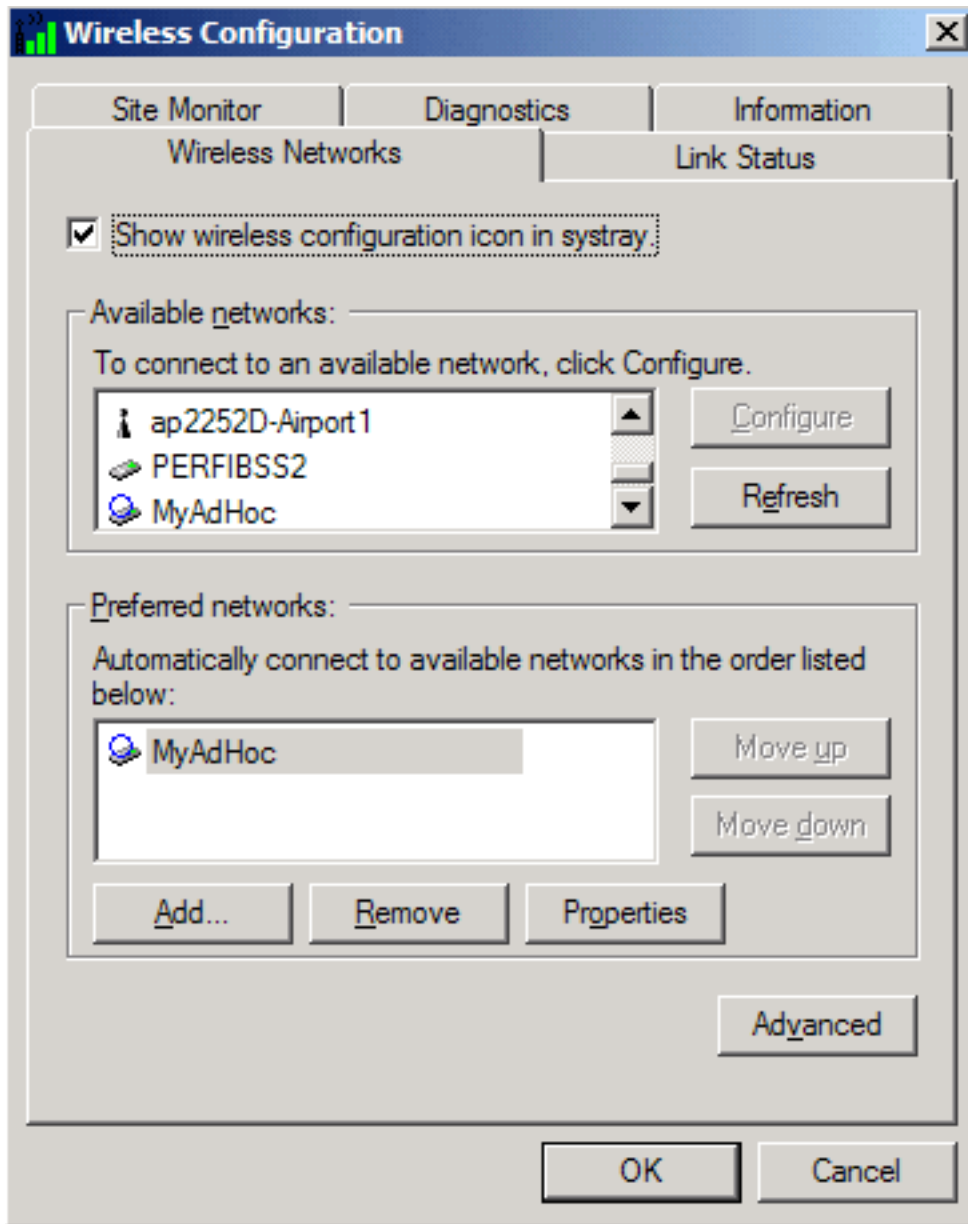 Wireless Configuration
Site Monitor
Diagnostics
Information
Wireless Networks
Link Status
Show wireless configuration icon in systray.
Available networks:
To connect to an available network, click Configure.
ap2252D-Airport1
PERFIBSS2
MyAdHoc
Configure
Refresh
Preferred networks:
Automatically connect to available networks in the order listed
below:
MyAdHoc
Move up
Move down
Add...
Remove
Properties
Advanced
OK
Cancel